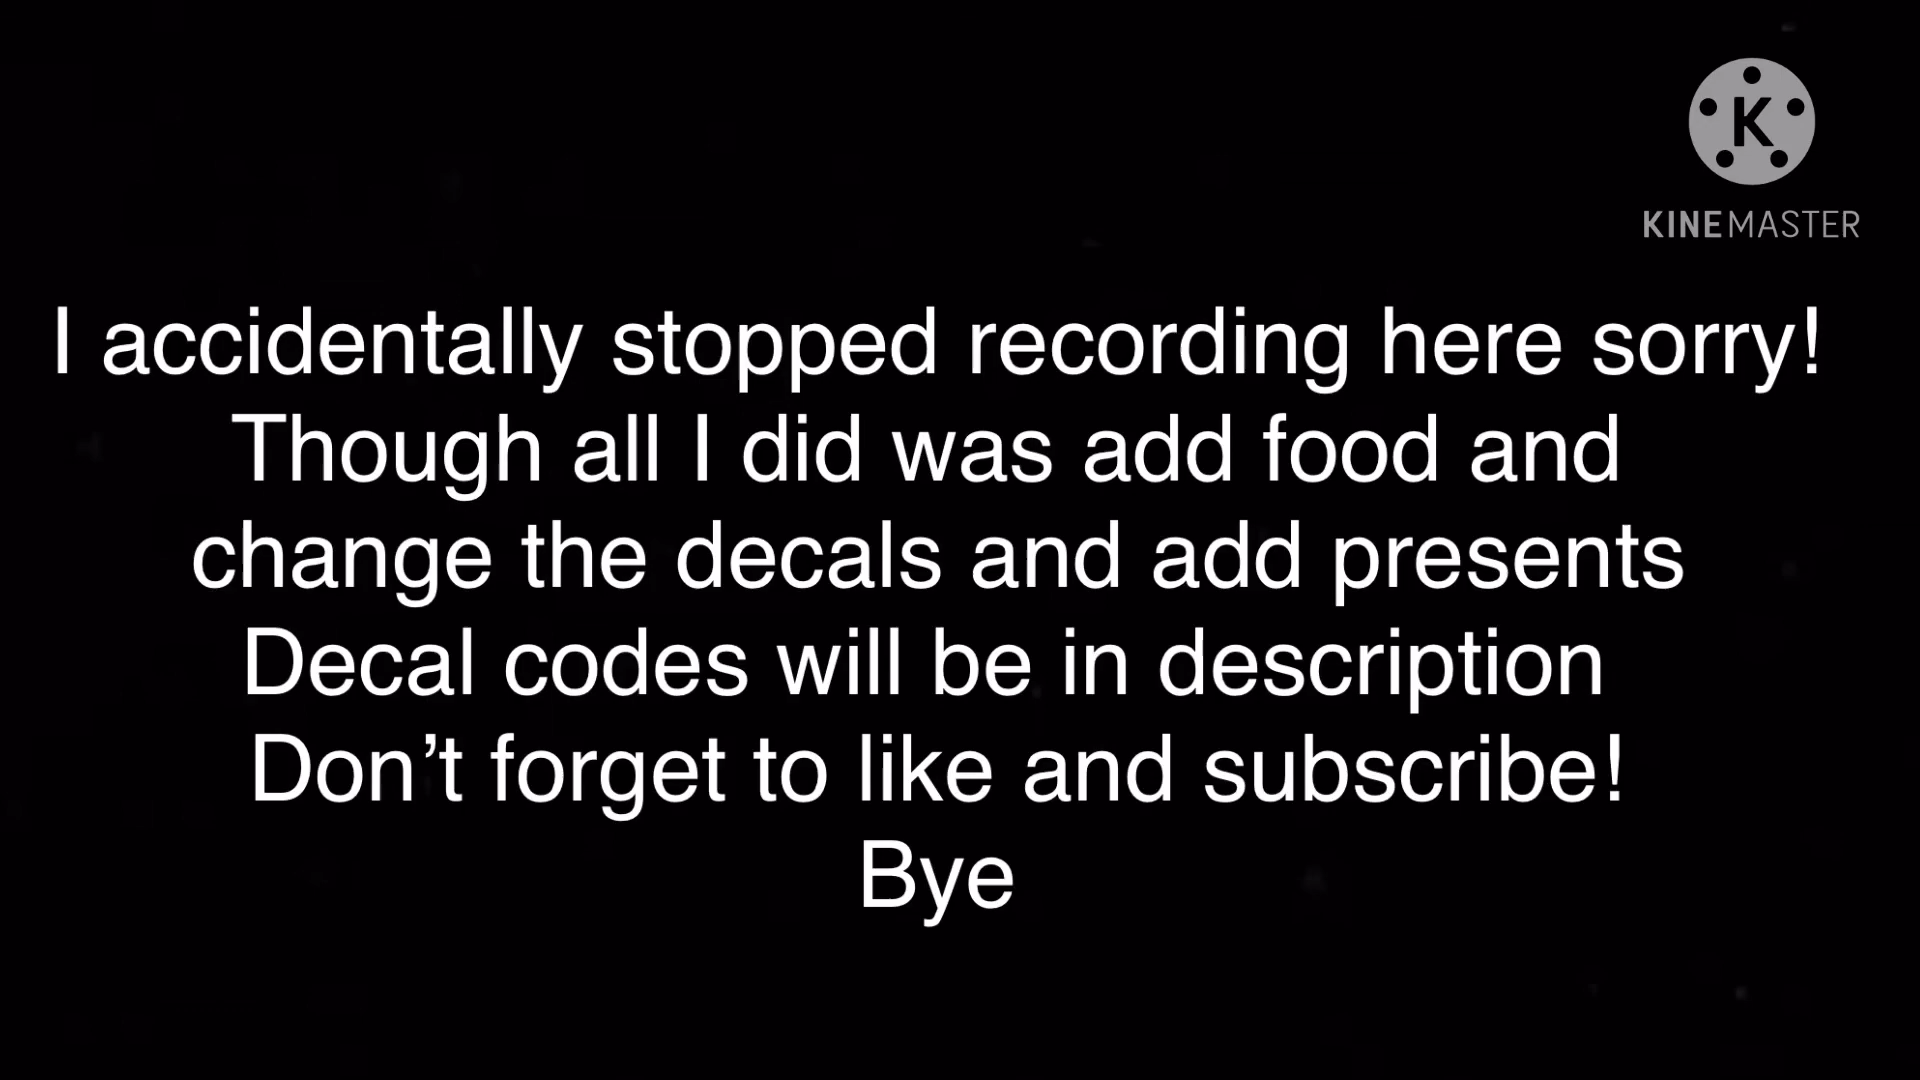 K
KINEMASTER
I accidentally stopped recording here sorry!
Though all I did was add food and
change the decals and add presents
Decal codes will be in description
Don’t forget to like and subscribe!
Bye